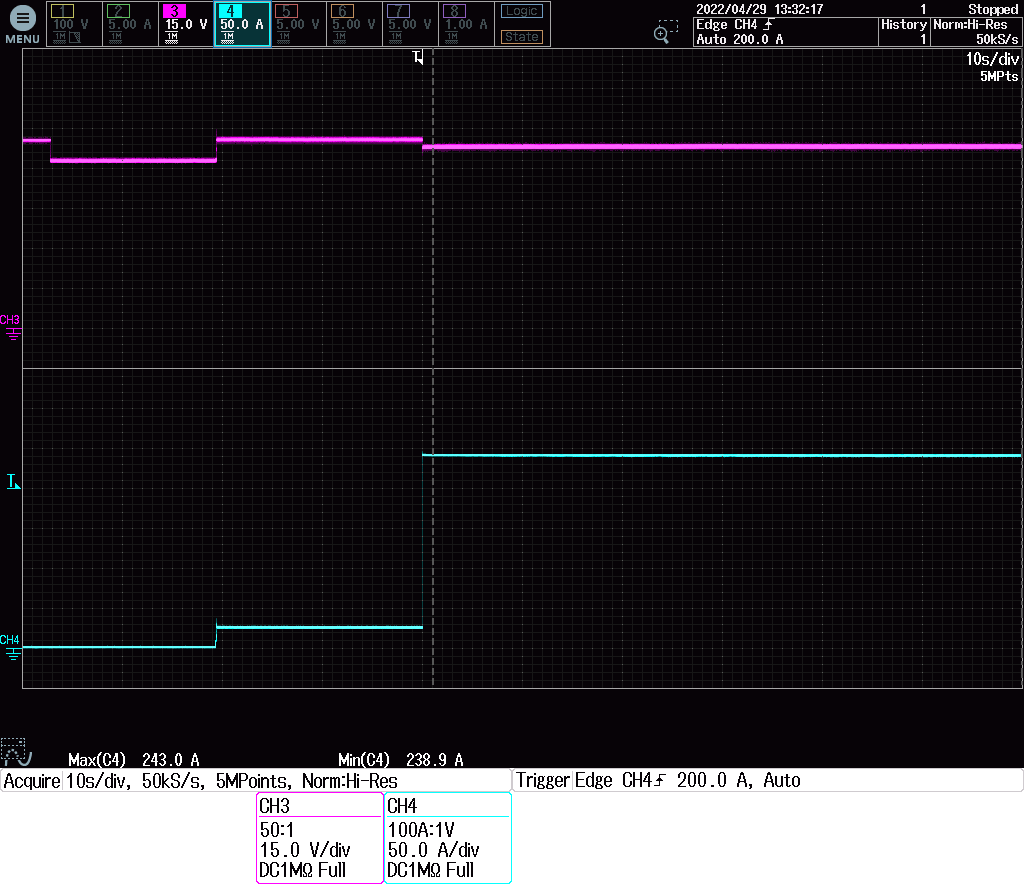 MENU
1 2 3 4 5 6 7 8 Logic
100 V 5.00 A 15.0 V 50.0 A 5.00 V 5.00 V 5.00 V 1.00 A
1M 1M 1M 1M 1M 1M 1M 1M State
2022/04/29 13:32:17 1 Stopped
Edge CH4 History Norm:Hi-Res
Auto 200.0 A 1 50kS/s
T 10s/div
5MPts
CH3
T
CH4
Max(C4) 243.0 A Min(C4) 238.9 A
Acquire 10s/div, 50kS/s, 5MPoints, Norm:Hi-Res Trigger Edge CH4 200.0 A, Auto
CH3 CH4
50:1 100A:1V
15.0 V/div 50.0 A/div
DC1MΩ Full DC1MΩ Full